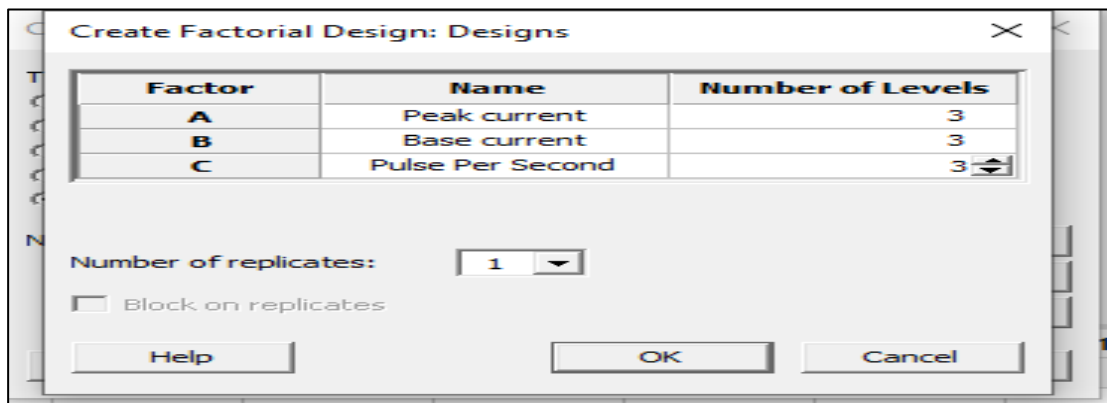 Create Factorial Design: Designs
Factor Name Number of Levels
A Peak current 3
B Base current 3
C Pulse Per Second 3
Number of replicates: 1
Block on replicates
Help OK Cancel